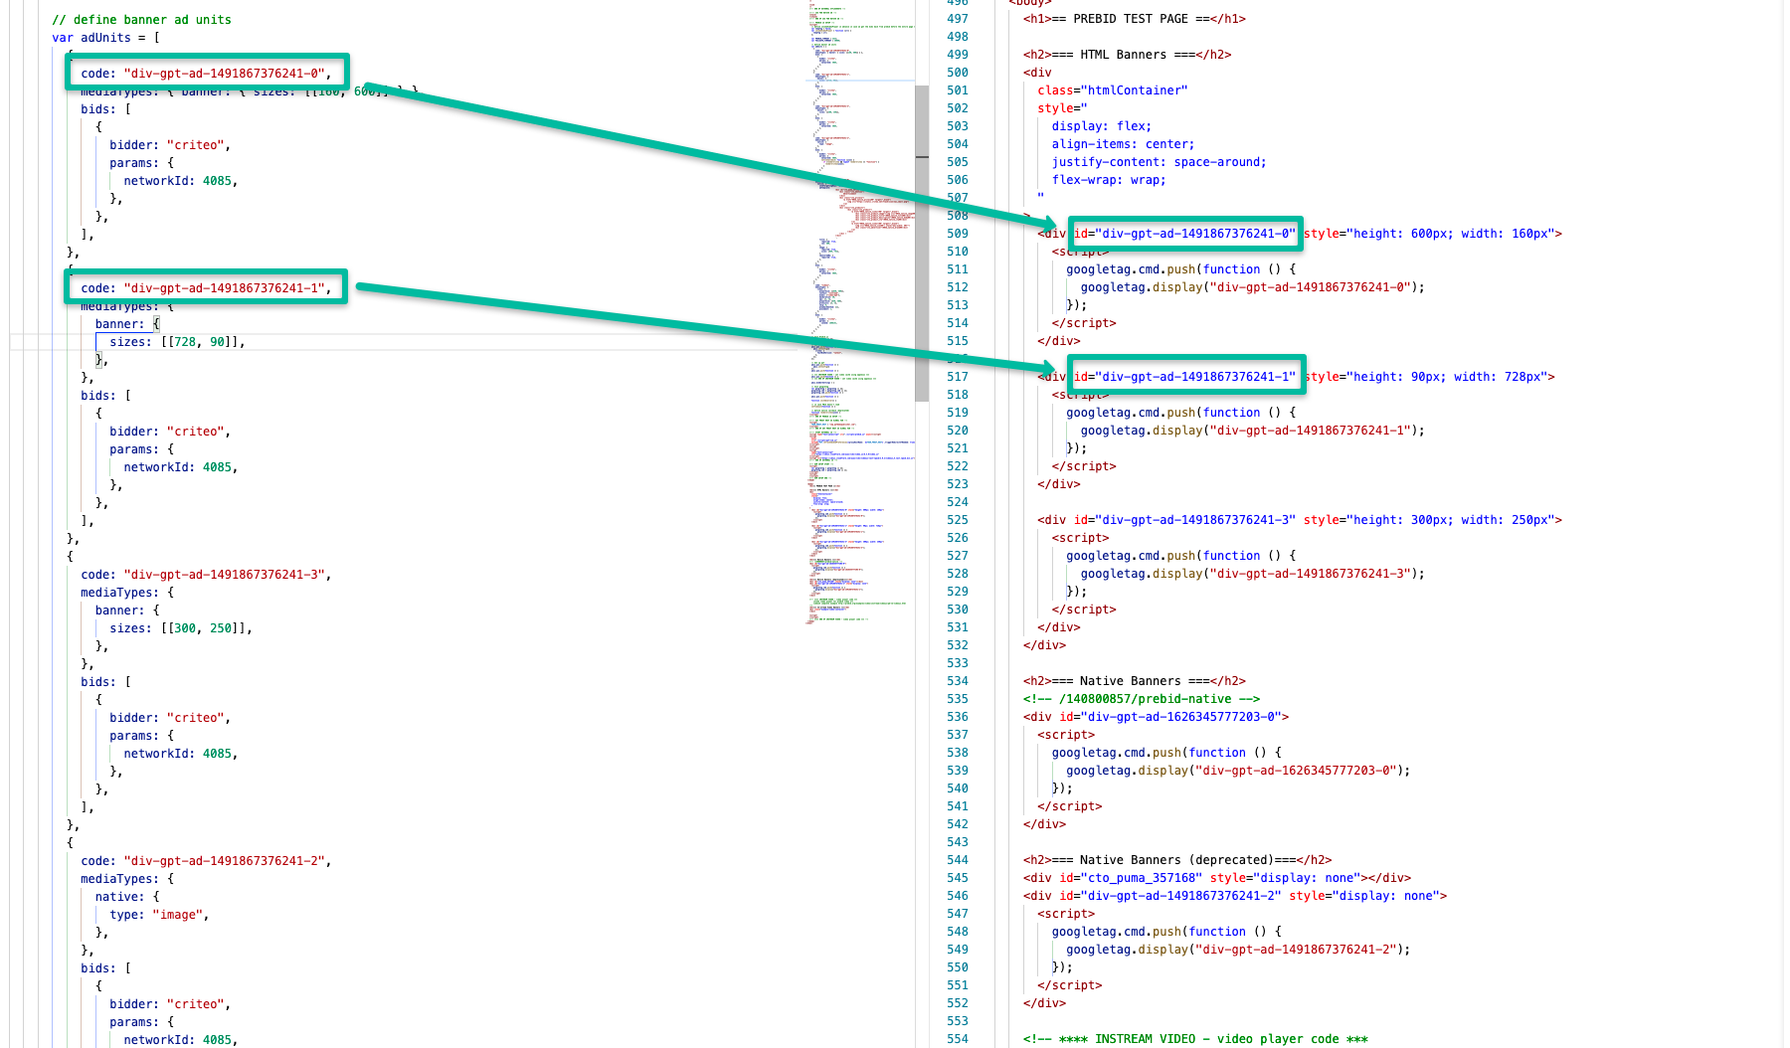 // define banner ad units
var adUnits = [
{
code: "div-gpt-ad-1491867376241-0",
mediaTypes: { banner: { sizes: [[160, 600]] } },
bids: [
{
bidder: "criteo",
params: {
networkId: 4085,
},
},
],
},
{
code: "div-gpt-ad-1491867376241-1",
mediaTypes: {
banner: {
sizes: [[728, 90]],
},
},
bids: [
{
bidder: "criteo",
params: {
networkId: 4085,
},
},
],
},
{
code: "div-gpt-ad-1491867376241-3",
mediaTypes: {
banner: {
sizes: [[300, 250]],
},
},
bids: [
{
bidder: "criteo",
params: {
networkId: 4085,
},
},
],
},
{
code: "div-gpt-ad-1491867376241-2",
mediaTypes: {
native: {
type: "image",
},
},
bids: [
{
bidder: "criteo",
params: {
networkId: 4085,
496 <body>
497 <h1>== PREBID TEST PAGE ==</h1>
498
499 <h2>=== HTML Banners ===</h2>
500 <div
501 class="htmlContainer"
502 style="
503 display: flex;
504 align-items: center;
505 justify-content: space-around;
506 flex-wrap: wrap;
507 "
508 >
509 <div id="div-gpt-ad-1491867376241-0" style="height: 600px; width: 160px">
510 <script>
511 googletag.cmd.push(function () {
512 googletag.display("div-gpt-ad-1491867376241-0");
513 });
514 </script>
515 </div>
517 <div id="div-gpt-ad-1491867376241-1" style="height: 90px; width: 728px">
518 <script>
519 googletag.cmd.push(function () {
520 googletag.display("div-gpt-ad-1491867376241-1");
521 });
522 </script>
523 </div>
524
525 <div id="div-gpt-ad-1491867376241-3" style="height: 300px; width: 250px">
526 <script>
527 googletag.cmd.push(function () {
528 googletag.display("div-gpt-ad-1491867376241-3");
529 });
530 </script>
531 </div>
532 </div>
533
534 <h2>=== Native Banners ===</h2>
535 <!-- /140800857/prebid-native -->
536 <div id="div-gpt-ad-1626345777203-0">
537 <script>
538 googletag.cmd.push(function () {
539 googletag.display("div-gpt-ad-1626345777203-0");
540 });
541 </script>
542 </div>
543
544 <h2>=== Native Banners (deprecated)===</h2>
545 <div id="cto_puma_357168" style="display: none"></div>
546 <div id="div-gpt-ad-1491867376241-2" style="display: none">
547 <script>
548 googletag.cmd.push(function () {
549 googletag.display("div-gpt-ad-1491867376241-2");
550 });
551 </script>
552 </div>
553
554 <!-- **** INSTREAM VIDEO - video player code ***